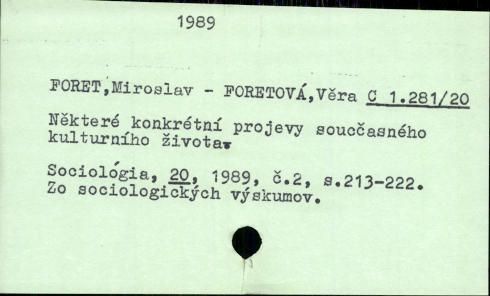 1989
FORET,Miroslav - FORETOVÁ,Věra C 1.281/20
Některé konkrétní projevy souččasného
kulturního života.
Sociológia, 20, 1989, č.2, s.213-222.
Zo sociologických výskumov.